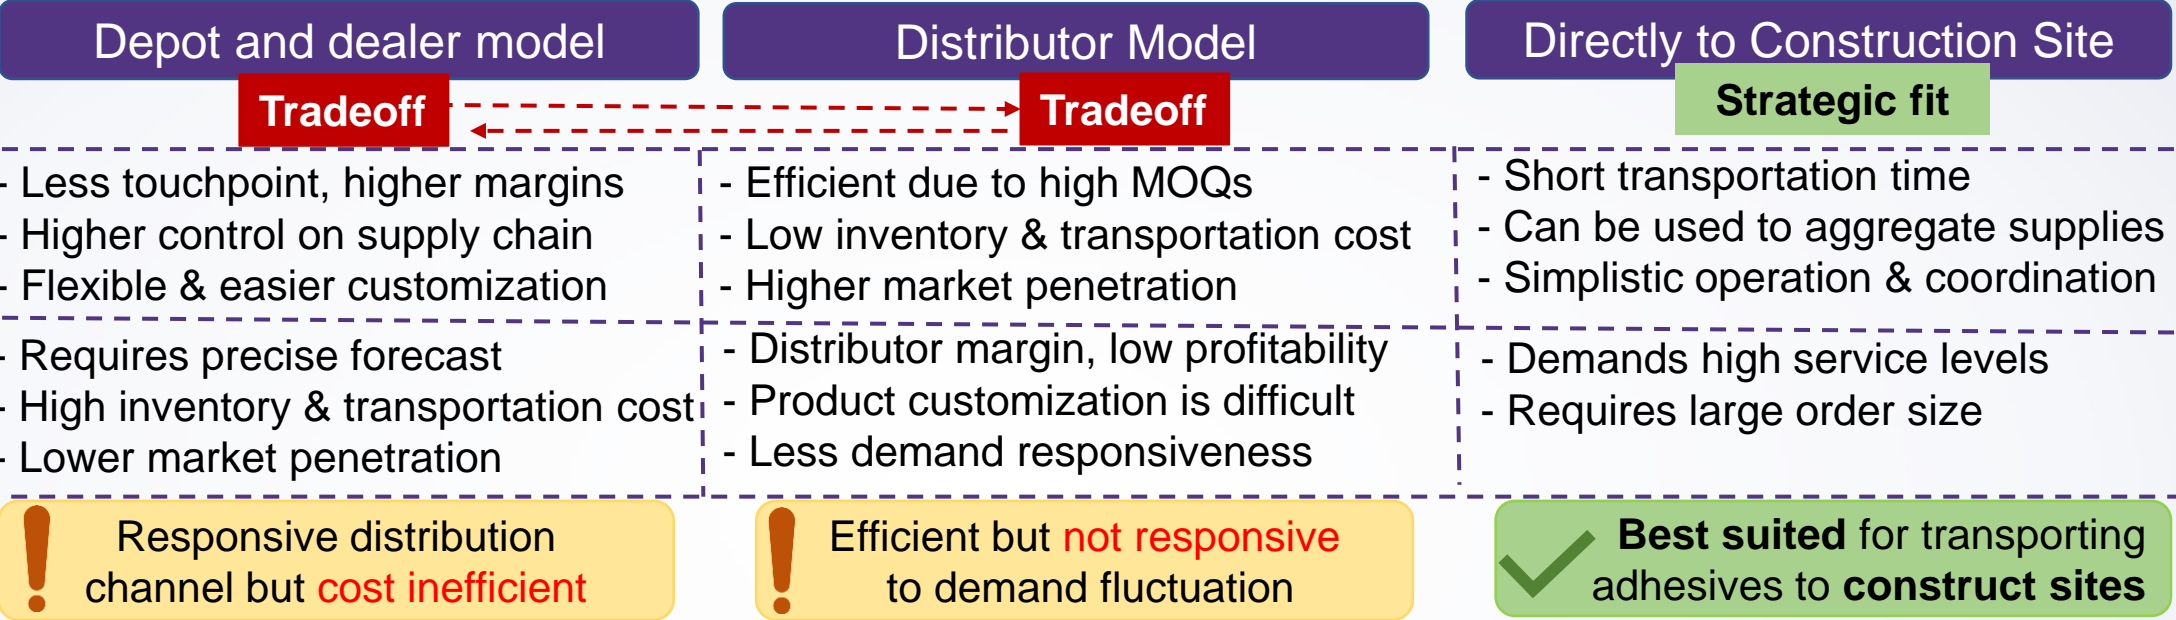 Depot and dealer model
Tradeoff
- Less touchpoint, higher margins
- Higher control on supply chain
- Flexible & easier customization
- Requires precise forecast
- High inventory & transportation cost
- Lower market penetration
Responsive distribution
channel but cost inefficient
Distributor Model
Tradeoff
- Efficient due to high MOQs
- Low inventory & transportation cost
- Higher market penetration
- Distributor margin, low profitability
- Product customization is difficult
- Less demand responsiveness
Efficient but not responsive
to demand fluctuation
Directly to Construction Site
Strategic fit
- Short transportation time
- Can be used to aggregate supplies
- Simplistic operation & coordination
- Demands high service levels
- Requires large order size
Best suited for transporting
adhesives to construct sites